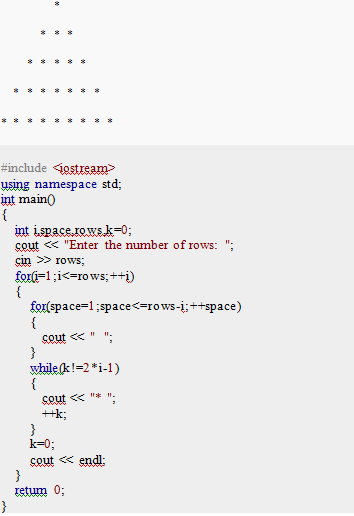 *
* * *
* * * * *
* * * * * * *
* * * * * * * * *
#include <iostream>
using namespace std;
int main()
{
int i,space,rows,k=0;
cout << "Enter the number of rows: ";
cin >> rows;
for(i=1;i<=rows;++i)
{
for(space=1;space<=rows-i;++space)
{
cout << "  ";
}
while(k!=2*i-1)
{
cout << "* ";
++k;
}
k=0;
cout << endl;
}
return 0;
}